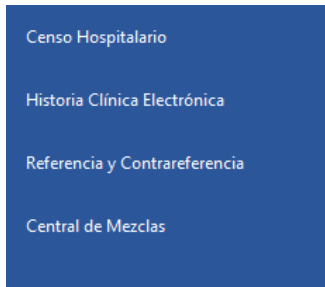 Censo Hospitalario
Historia Clínica Electrónica
Referencia y Contrareferencia
Central de Mezclas